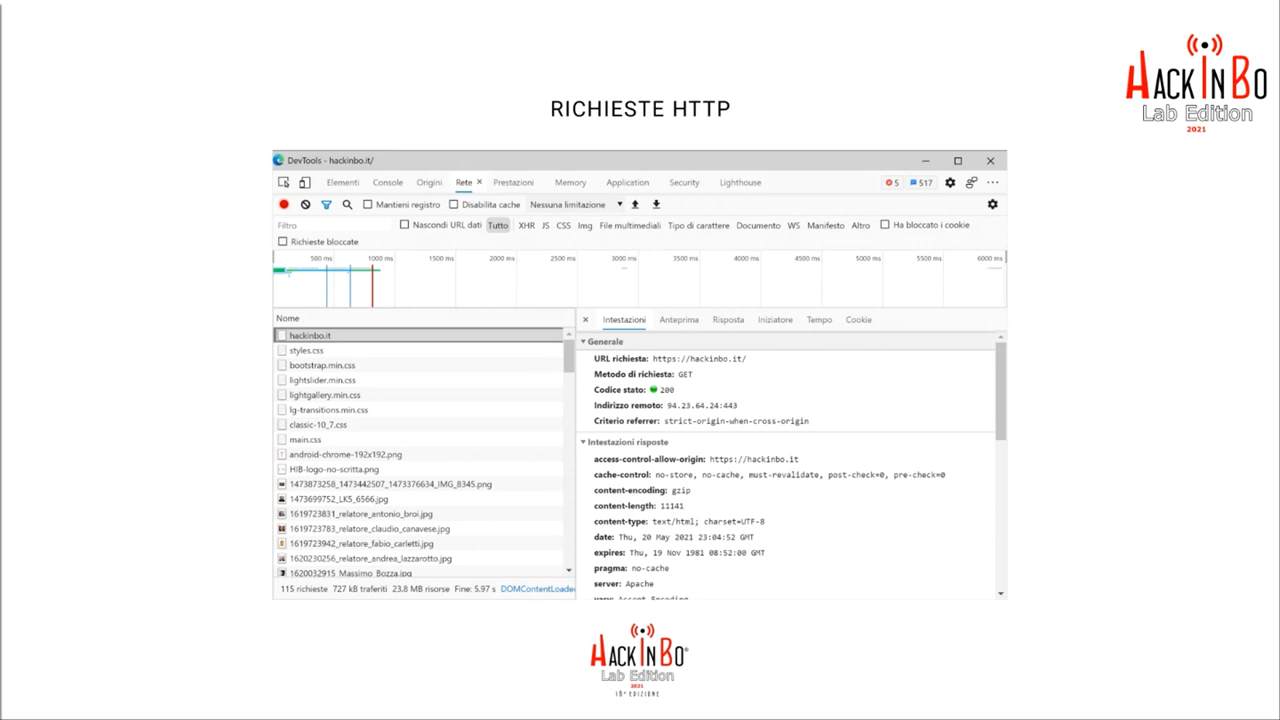 HACKINBO
Lab Edition
2021
RICHIESTE HTTP
DevTools - hackinbo.it/
Elementi Console Origini Rete Prestazioni Memory Application Security Lighthouse 5 517
Mantieni registro Disabilita cache Nessuna limitazione
Filtro Nascondi URL dati Tutto XHR JS CSS Img File multimediali Tipo di carattere Documento WS Manifesto Altro Ha bloccato i cookie
Richieste bloccate
500 ms 1000 ms 1500 ms 2000 ms 2500 ms 3000 ms 3500 ms 4000 ms 4500 ms 5000 ms 5500 ms 6000 ms
Nome
hackinbo.it
styles.css
bootstrap.min.css
lightslider.min.css
lightgallery.min.css
lg-transitions.min.css
classic-10_7.css
main.css
android-chrome-192x192.png
HIB-logo-no-scritta.png
1473873258_1473442507_1473376634_IMG_8345.png
1473699752_LK5_6566.jpg
1619723831_relatore_antonio_broi.jpg
1619723783_relatore_claudio_canavese.jpg
1619723942_relatore_fabio_carletti.jpg
1620230256_relatore_andrea_lazzarotto.jpg
1620032915_Massimo_Bozza.jpg
115 richieste 727 kB trasferiti 23.8 MB risorse Fine: 5.97 s DOMContentLoade
Intestazioni Anteprima Risposta Iniziatore Tempo Cookie
Generale
URL richiesta: https://hackinbo.it/
Metodo di richiesta: GET
Codice stato: 200
Indirizzo remoto: 94.23.64.24:443
Criterio referrer: strict-origin-when-cross-origin
Intestazioni risposte
access-control-allow-origin: https://hackinbo.it
cache-control: no-store, no-cache, must-revalidate, post-check=0, pre-check=0
content-encoding: gzip
content-length: 11141
content-type: text/html; charset=UTF-8
date: Thu, 20 May 2021 23:04:52 GMT
expires: Thu, 19 Nov 1981 08:52:00 GMT
pragma: no-cache
server: Apache
vary: Accept-Encoding
HACKINBO®
Lab Edition
2021
16ª EDIZIONE